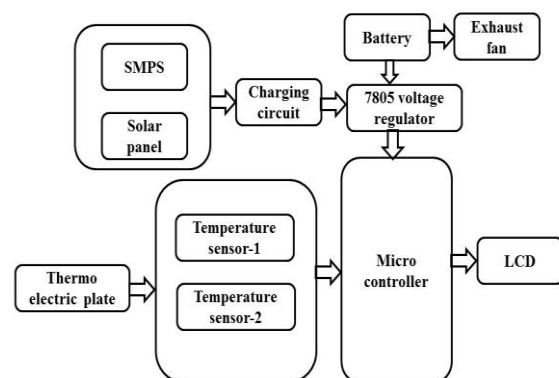 SMPS
Solar
panel
Charging
circuit
Battery
Exhaust
fan
7805 voltage
regulator
Thermo
electric plate
Temperature
sensor-1
Temperature
sensor-2
Micro
controller
LCD